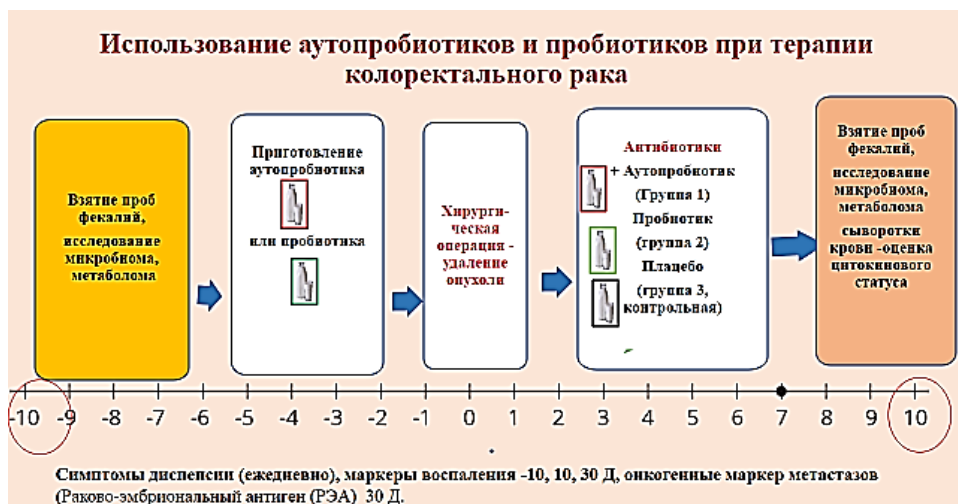 Использование аутопробиотиков и пробиотиков при терапии
колоректального рака
Взятие проб
фекалий,
исследование
микробиома,
метаболома
Приготовление
аутопробиотика
или пробиотика
Хирурги-
ческая
операция -
удаление
опухоли
Антибиотики
+ Аутопробиотик
(Группа 1)
Пробиотик
(группа 2)
Плацебо
(группа 3,
контрольная)
Взятие проб
фекалий,
исследование
микробиома,
метаболома
сыворотки
крови -оценка
цитокинового
статуса
-10 -9 -8 -7 -6 -5 -4 -3 -2 -1 0 1 2 3 4 5 6 7 8 9 10
Симптомы диспепсии (ежедневно), маркеры воспаления -10, 10, 30 Д, онкогенные маркер метастазов
(Раково-эмбриональный антиген (РЭА) 30 Д.